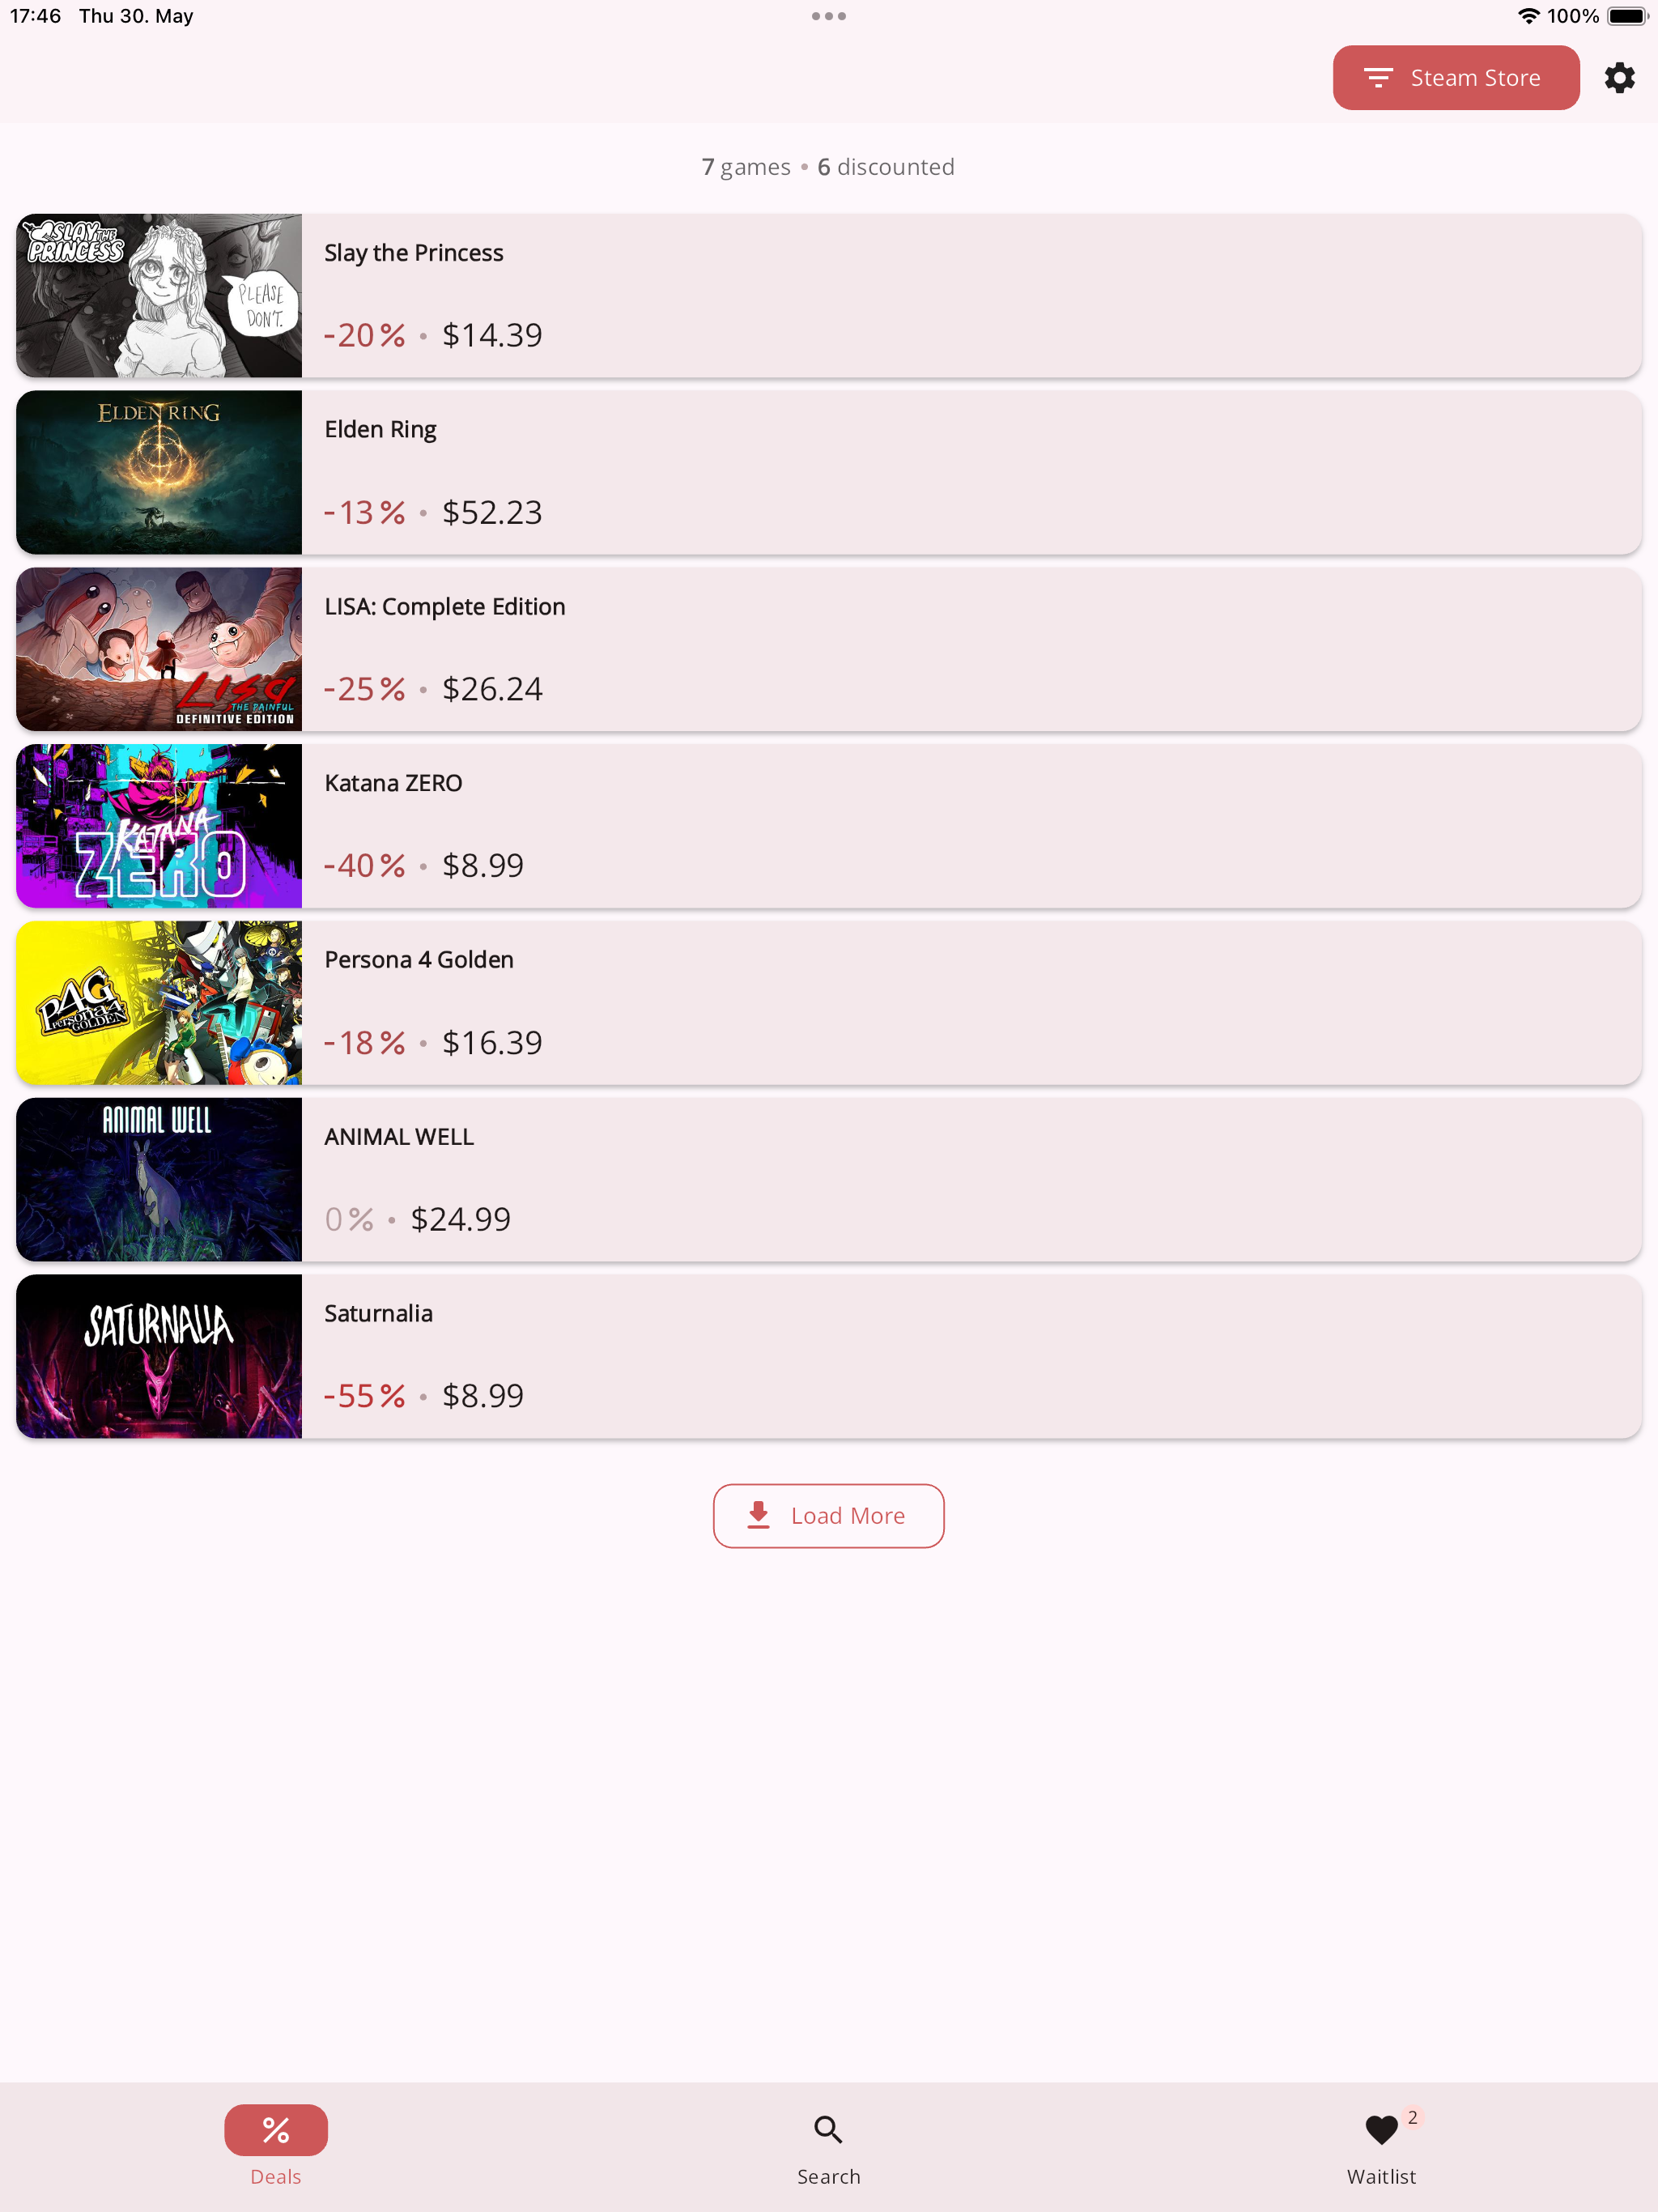 17:46 Thu 30. May
100%
Steam Store
7 games • 6 discounted
SLAY THE
PRINCESS
PLEASE
DON'T.
Slay the Princess
-20% • $14.39
ELDEN RING
Elden Ring
-13% • $52.23
LISA
THE PAINFUL
DEFINITIVE EDITION
LISA: Complete Edition
-25% • $26.24
KATANA
ZERO
Katana ZERO
-40% • $8.99
P4G
Persona 4
GOLDEN
Persona 4 Golden
-18% • $16.39
ANIMAL WELL
ANIMAL WELL
0% • $24.99
SATURNALIA
Saturnalia
-55% • $8.99
Load More
2
Deals
Search
Waitlist